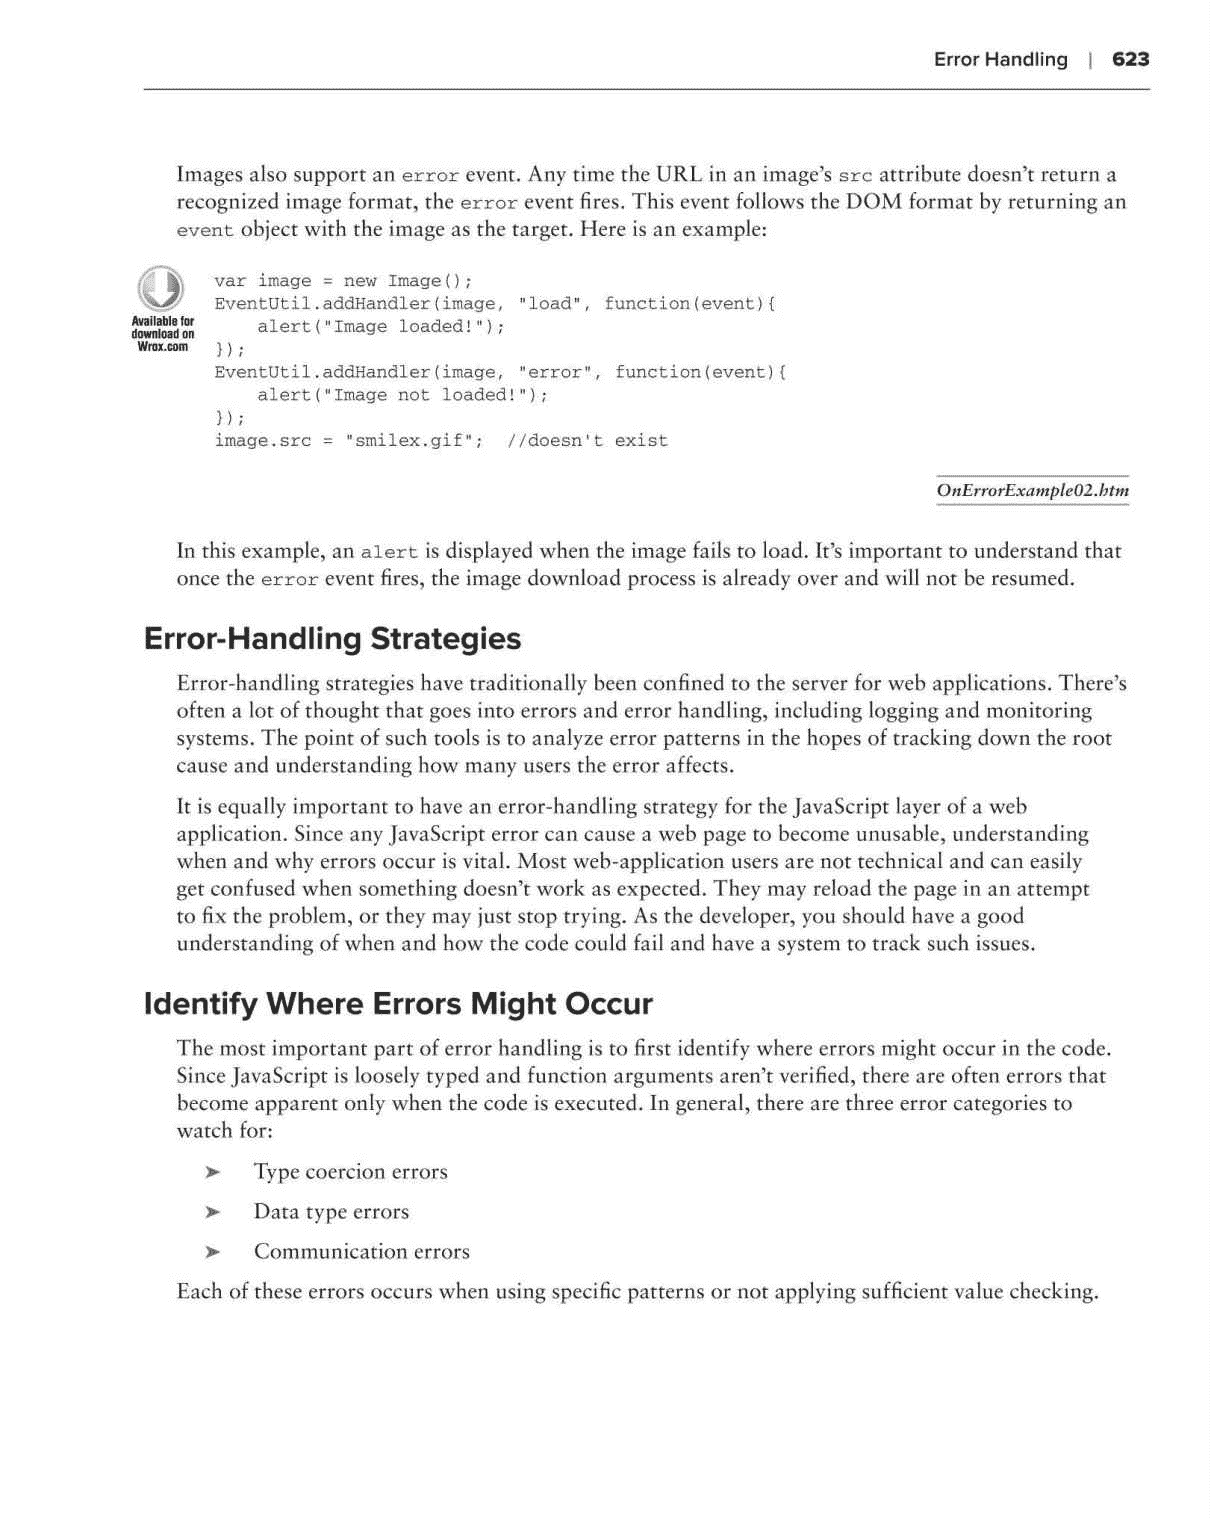 Error Handling | 623
Images also support an error event. Any time the URL in an image’s src attribute doesn’t return a
recognized image format, the error event fires. This event follows the DOM format by returning an
event object with the image as the target. Here is an example:
var image = new Image();
EventUtil.addHandler(image, "load", function(event){
    alert("Image loaded!");
});
EventUtil.addHandler(image, "error", function(event){
    alert("Image not loaded!");
});
image.src = "smilex.gif";  //doesn't exist
Available for
download on
Wrox.com
OnErrorExample02.htm
In this example, an alert is displayed when the image fails to load. It’s important to understand that
once the error event fires, the image download process is already over and will not be resumed.
Error-Handling Strategies
Error-handling strategies have traditionally been confined to the server for web applications. There’s
often a lot of thought that goes into errors and error handling, including logging and monitoring
systems. The point of such tools is to analyze error patterns in the hopes of tracking down the root
cause and understanding how many users the error affects.
It is equally important to have an error-handling strategy for the JavaScript layer of a web
application. Since any JavaScript error can cause a web page to become unusable, understanding
when and why errors occur is vital. Most web-application users are not technical and can easily
get confused when something doesn’t work as expected. They may reload the page in an attempt
to fix the problem, or they may just stop trying. As the developer, you should have a good
understanding of when and how the code could fail and have a system to track such issues.
Identify Where Errors Might Occur
The most important part of error handling is to first identify where errors might occur in the code.
Since JavaScript is loosely typed and function arguments aren’t verified, there are often errors that
become apparent only when the code is executed. In general, there are three error categories to
watch for:
➤ Type coercion errors
➤ Data type errors
➤ Communication errors
Each of these errors occurs when using specific patterns or not applying sufficient value checking.